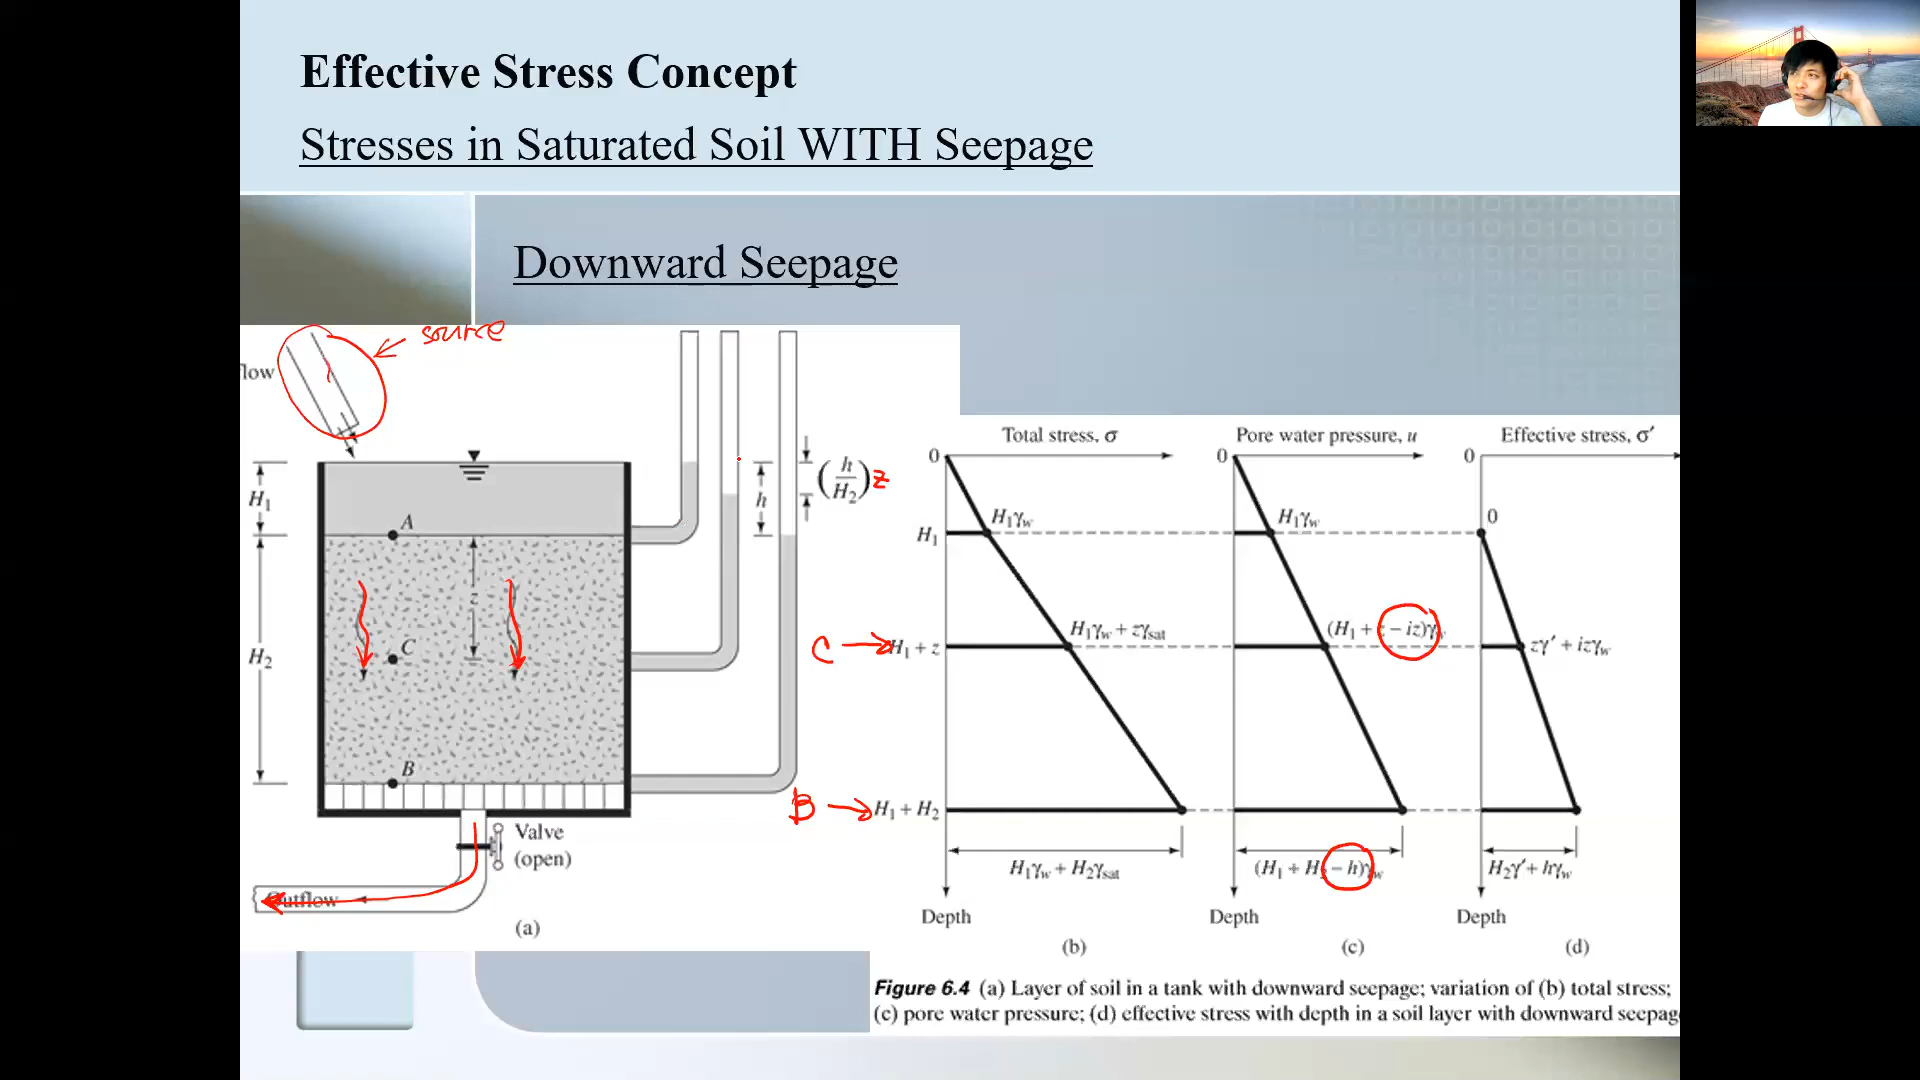 Effective Stress Concept
Stresses in Saturated Soil WITH Seepage
Downward Seepage
source
flow
H₁
A
h
(h/H₂)z
z
C
H₂
B
Valve
(open)
Outflow
(a)
Total stress, σ
0
H₁γw
H₁
H₁γw + zγsat
C
H₁ + z
B
H₁ + H₂
H₁γw + H₂γsat
Depth
(b)
Pore water pressure, u
0
H₁γw
(H₁ + z − iz)γw
(H₁ + H₂ − h)γw
Depth
(c)
Effective stress, σ′
0
0
zγ′ + izγw
H₂γ′ + hγw
Depth
(d)
Figure 6.4 (a) Layer of soil in a tank with downward seepage; variation of (b) total stress;
(c) pore water pressure; (d) effective stress with depth in a soil layer with downward seepag